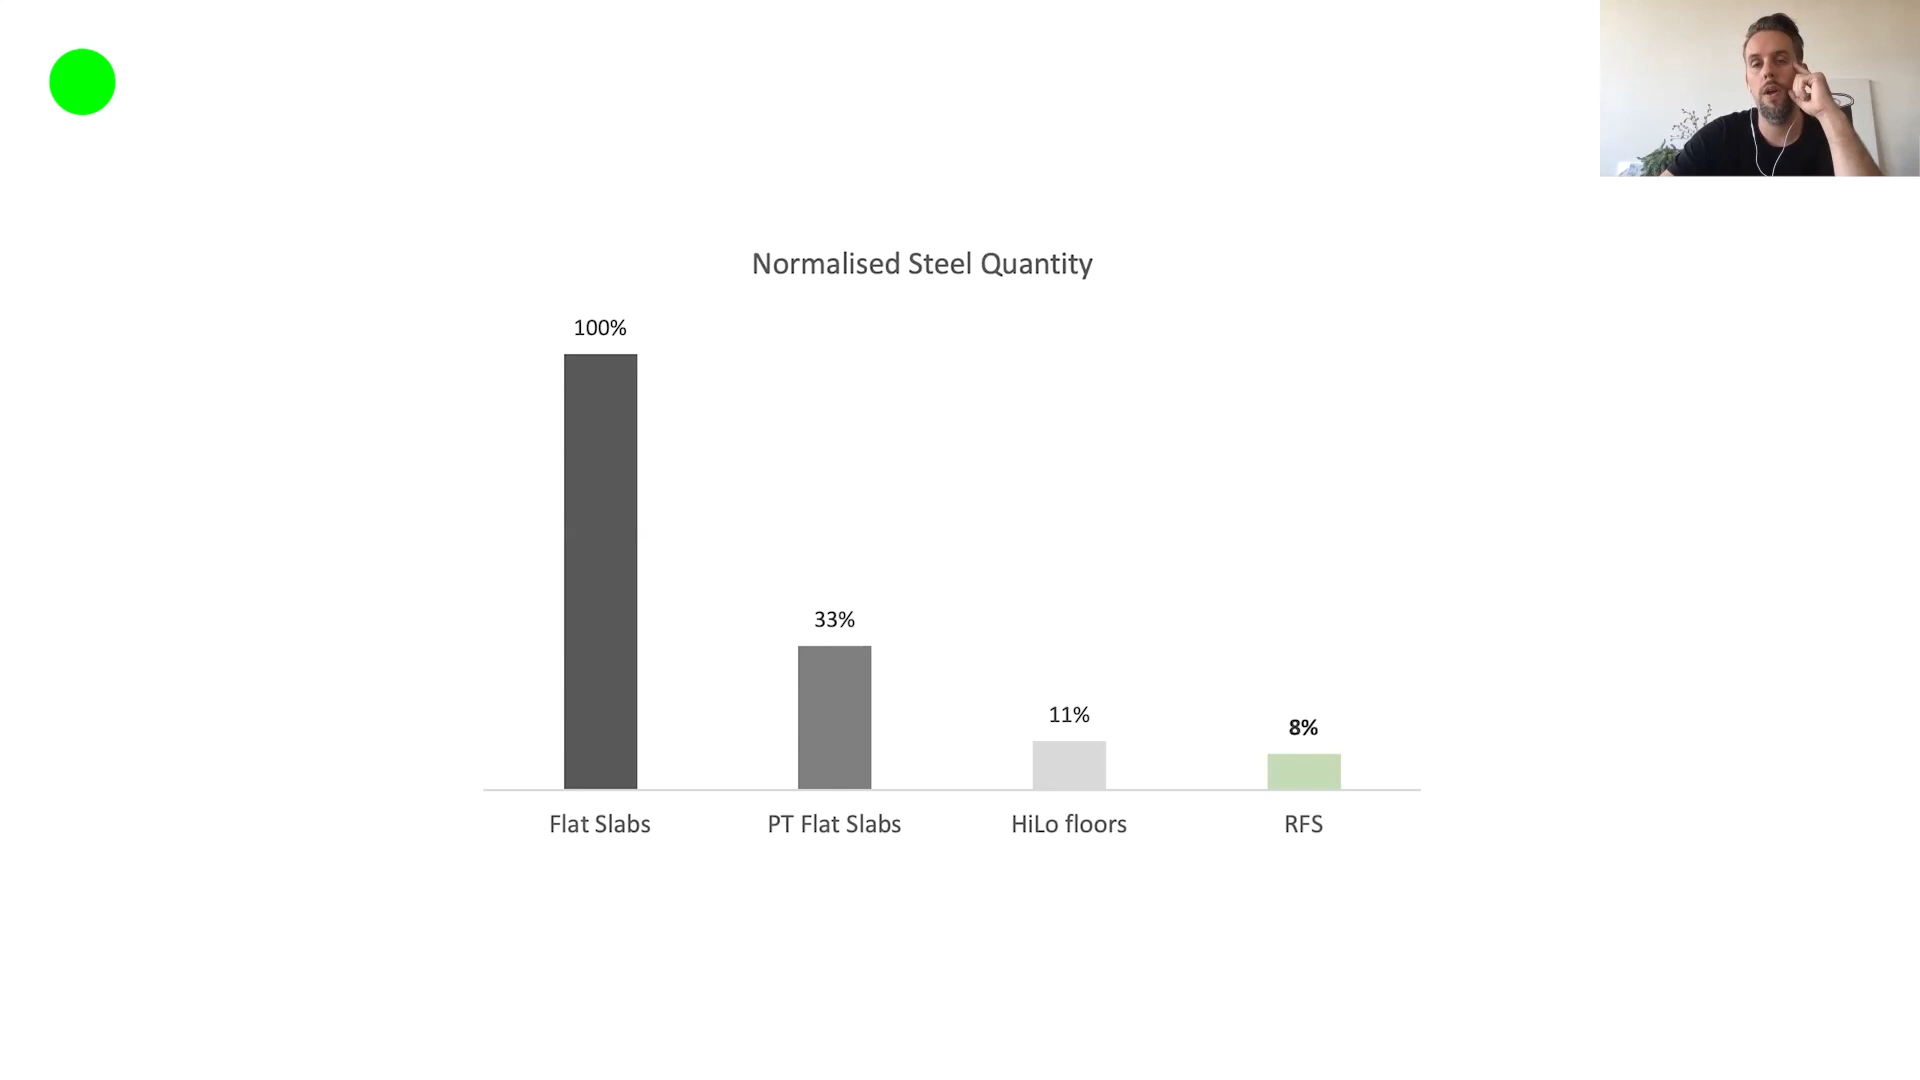 Normalised Steel Quantity
100%
33%
11%
8%
Flat Slabs
PT Flat Slabs
HiLo floors
RFS